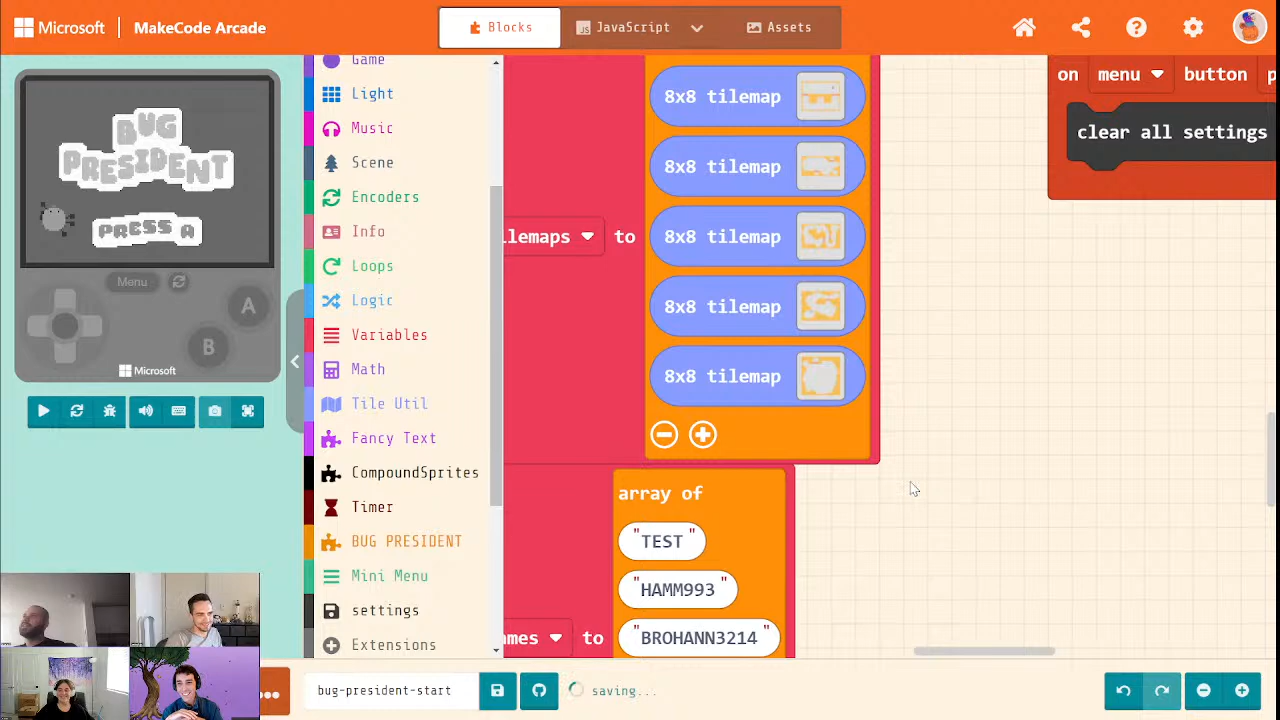 Microsoft
MakeCode Arcade
Blocks
JS JavaScript
Assets
BUG
PRESIDENT
PRESS A
Menu
A
B
Microsoft
Game
Light
Music
Scene
Encoders
Info
Loops
Logic
Variables
Math
Tile Util
Fancy Text
CompoundSprites
Timer
BUG PRESIDENT
Mini Menu
settings
Extensions
8x8 tilemap
8x8 tilemap
lemaps to 8x8 tilemap
8x8 tilemap
8x8 tilemap
array of
"TEST "
"HAMM993 "
ames to "BROHANN3214 "
on menu button p
clear all settings
bug-president-start
saving...